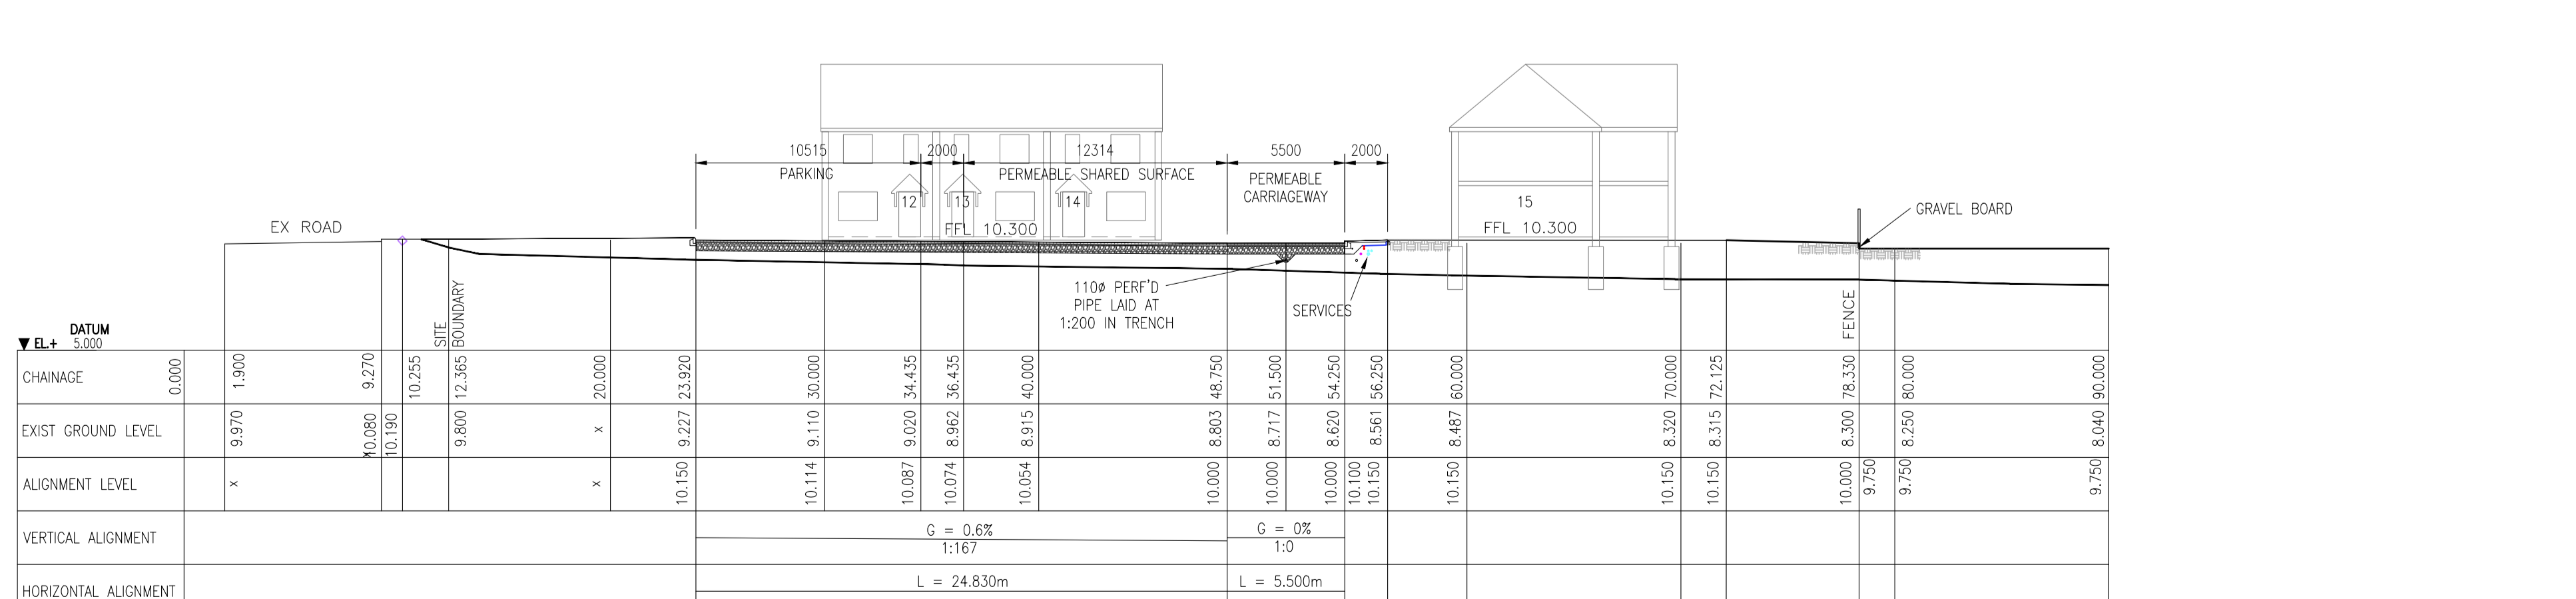 10515
2000
12314
5500
2000
PARKING
PERMEABLE SHARED SURFACE
PERMEABLE
CARRIAGEWAY
12
13
14
15
GRAVEL BOARD
EX ROAD
FFL 10.300
FFL 10.300
110ø PERF'D
PIPE LAID AT
1:200 IN TRENCH
SERVICES
SITE
BOUNDARY
FENCE
DATUM
EL.+ 5.000
CHAINAGE
0.000
1.900
9.270
10.255
12.365
20.000
23.920
30.000
34.435
36.435
40.000
48.750
51.500
54.250
56.250
60.000
70.000
72.125
78.330
80.000
90.000
EXIST GROUND LEVEL
9.970
10.080
x
10.190
9.800
x
9.227
9.110
9.020
8.962
8.915
8.803
8.717
8.620
8.561
8.487
8.320
8.315
8.300
8.250
8.040
ALIGNMENT LEVEL
x
x
10.150
10.114
10.087
10.074
10.054
10.000
10.000
10.000
10.100
10.150
10.150
10.150
10.150
10.000
9.750
9.750
9.750
VERTICAL ALIGNMENT
G = 0.6%
1:167
G = 0%
1:0
HORIZONTAL ALIGNMENT
L = 24.830m
L = 5.500m